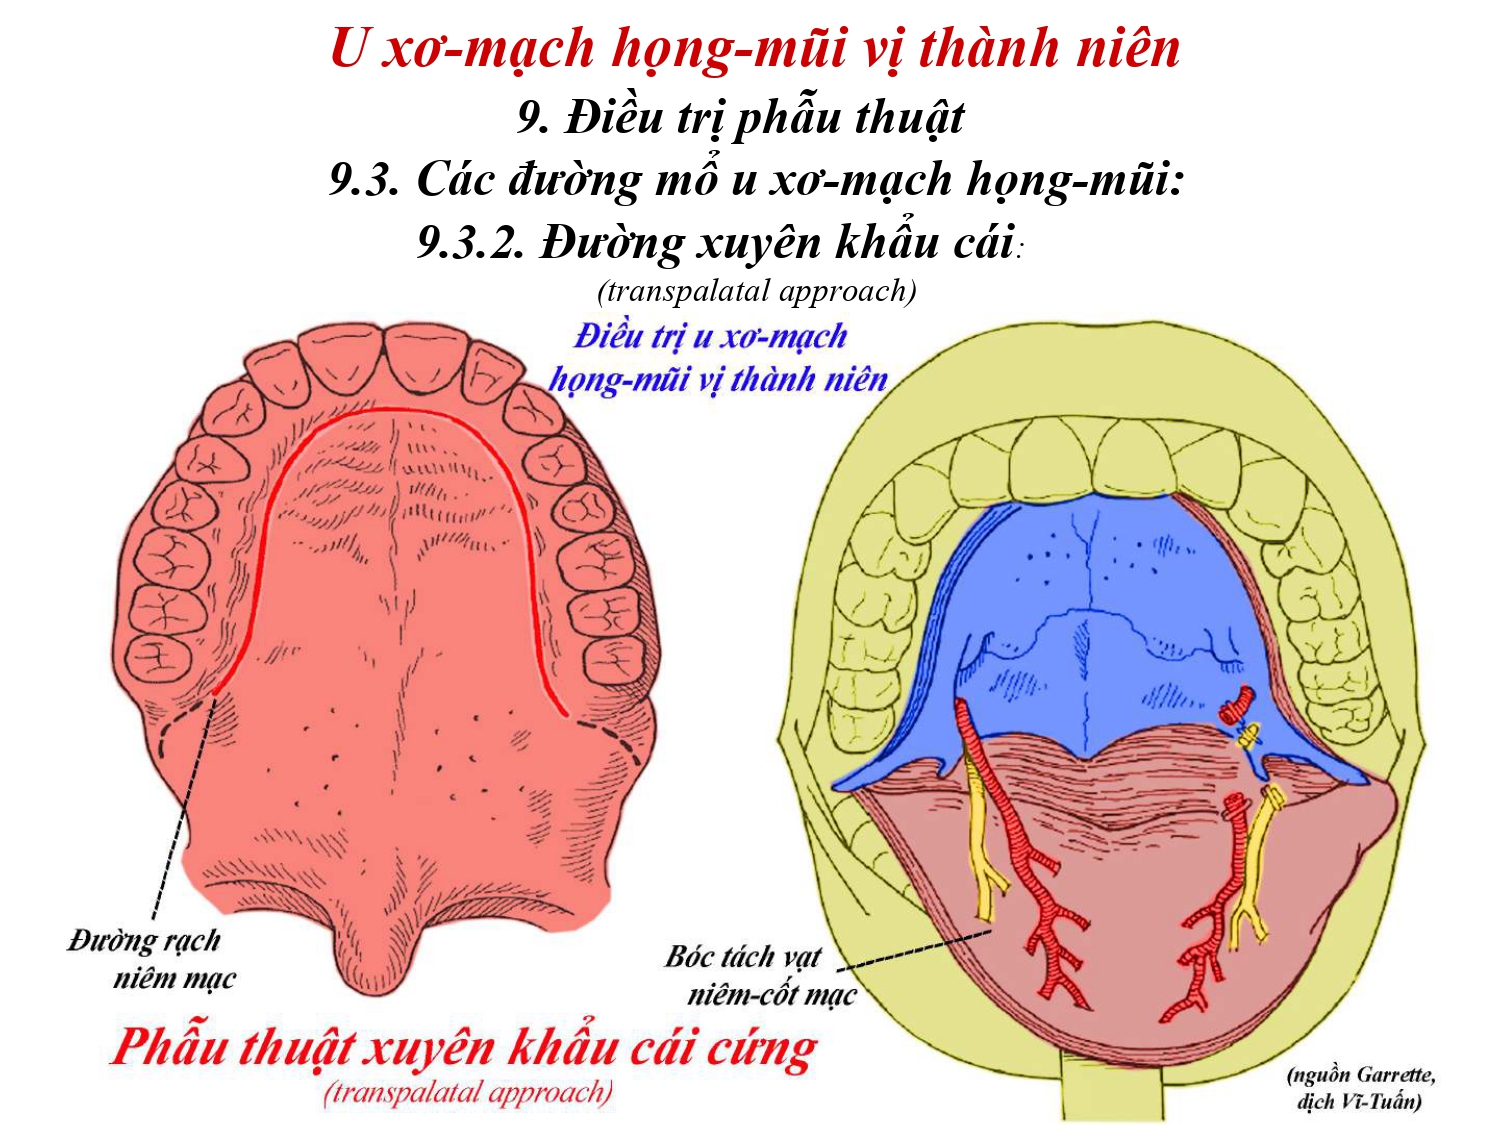 U xơ-mạch họng-mũi vị thành niên
9. Điều trị phẫu thuật
9.3. Các đường mổ u xơ-mạch họng-mũi:
9.3.2. Đường xuyên khẩu cái:
(transpalatal approach)
Điều trị u xơ-mạch
họng-mũi vị thành niên
Đường rạch
niêm mạc
Bóc tách vạt
niêm-cốt mạc
Phẫu thuật xuyên khẩu cái cứng
(transpalatal approach)
(nguồn Garrette,
dịch Vĩ-Tuấn)